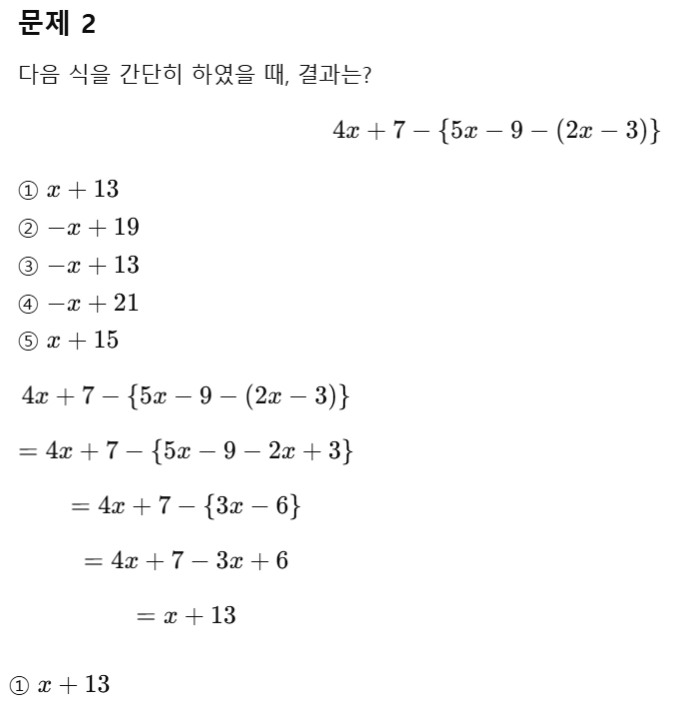 문제 2
다음 식을 간단히 하였을 때, 결과는?
4x + 7 − {5x − 9 − (2x − 3)}
① x + 13
② −x + 19
③ −x + 13
④ −x + 21
⑤ x + 15
4x + 7 − {5x − 9 − (2x − 3)}
= 4x + 7 − {5x − 9 − 2x + 3}
= 4x + 7 − {3x − 6}
= 4x + 7 − 3x + 6
= x + 13
① x + 13